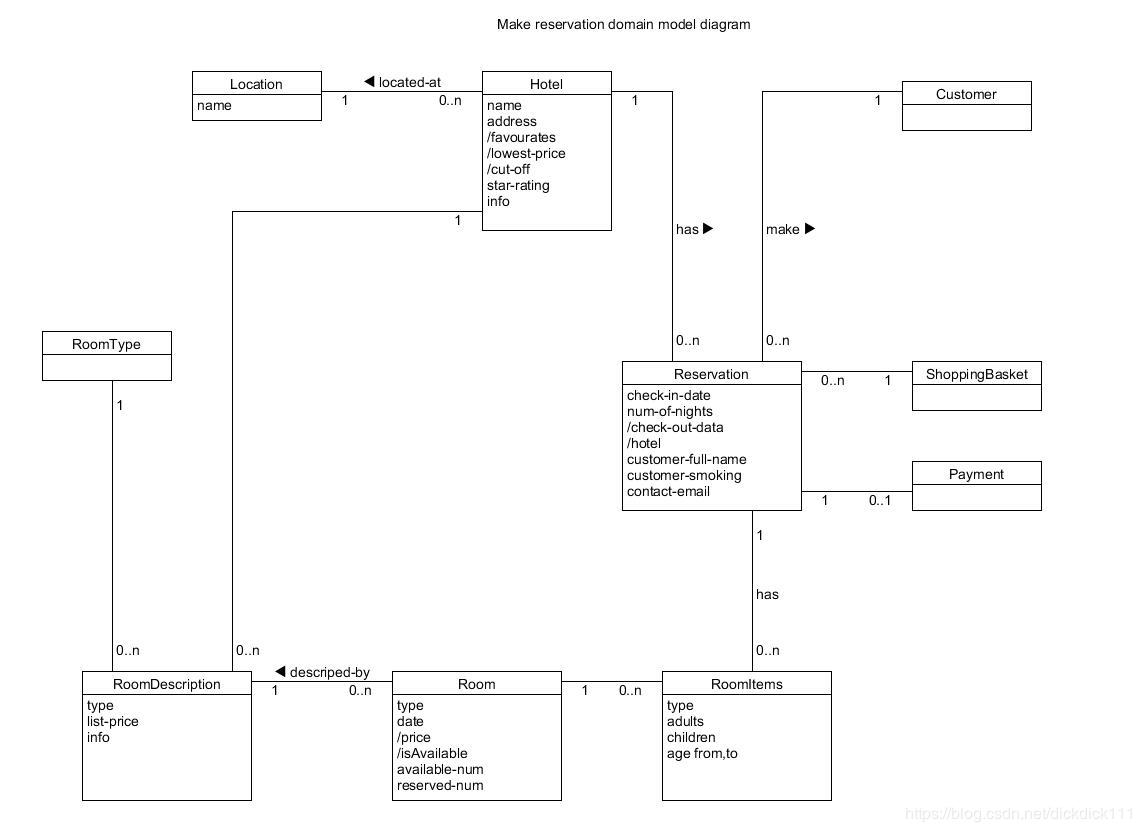 Make reservation domain model diagram
Location
name
◀ located-at
1
0..n
Hotel
name
address
/favourates
/lowest-price
/cut-off
star-rating
info
1
1
Customer
1
has ▶
make ▶
0..n
0..n
RoomType
1
Reservation
check-in-date
num-of-nights
/check-out-data
/hotel
customer-full-name
customer-smoking
contact-email
0..n
1
ShoppingBasket
1
0..1
Payment
1
has
0..n
0..n
0..n
RoomDescription
type
list-price
info
◀ descriped-by
1
0..n
Room
type
date
/price
/isAvailable
available-num
reserved-num
1
0..n
RoomItems
type
adults
children
age from,to
https://blog.csdn.net/dickdick111